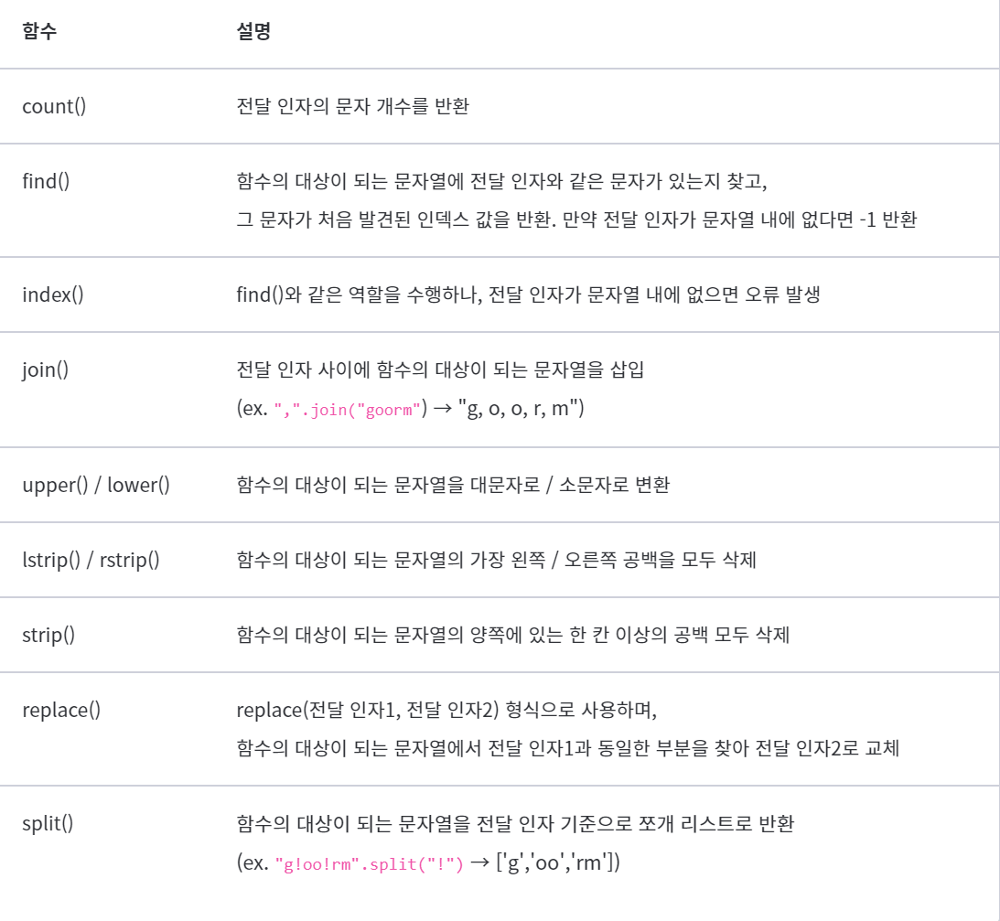 함수 설명
count() 전달 인자의 문자 개수를 반환
find() 함수의 대상이 되는 문자열에 전달 인자와 같은 문자가 있는지 찾고,
그 문자가 처음 발견된 인덱스 값을 반환. 만약 전달 인자가 문자열 내에 없다면 -1 반환
index() find()와 같은 역할을 수행하나, 전달 인자가 문자열 내에 없으면 오류 발생
join() 전달 인자 사이에 함수의 대상이 되는 문자열을 삽입
(ex. ",".join("goorm") → "g, o, o, r, m")
upper() / lower() 함수의 대상이 되는 문자열을 대문자로 / 소문자로 변환
lstrip() / rstrip() 함수의 대상이 되는 문자열의 가장 왼쪽 / 오른쪽 공백을 모두 삭제
strip() 함수의 대상이 되는 문자열의 양쪽에 있는 한 칸 이상의 공백 모두 삭제
replace() replace(전달 인자1, 전달 인자2) 형식으로 사용하며,
함수의 대상이 되는 문자열에서 전달 인자1과 동일한 부분을 찾아 전달 인자2로 교체
split() 함수의 대상이 되는 문자열을 전달 인자 기준으로 쪼개 리스트로 반환
(ex. "g!oo!rm".split("!") → ['g','oo','rm'])